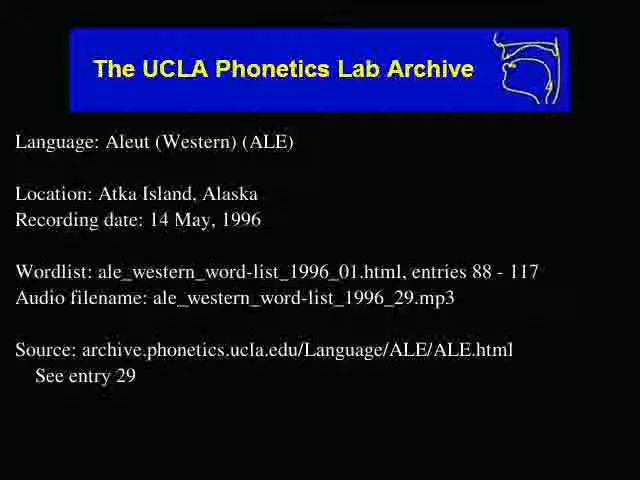 The UCLA Phonetics Lab Archive
Language: Aleut (Western) (ALE)
Location: Atka Island, Alaska
Recording date: 14 May, 1996
Wordlist: ale_western_word-list_1996_01.html, entries 88 - 117
Audio filename: ale_western_word-list_1996_29.mp3
Source: archive.phonetics.ucla.edu/Language/ALE/ALE.html
See entry 29